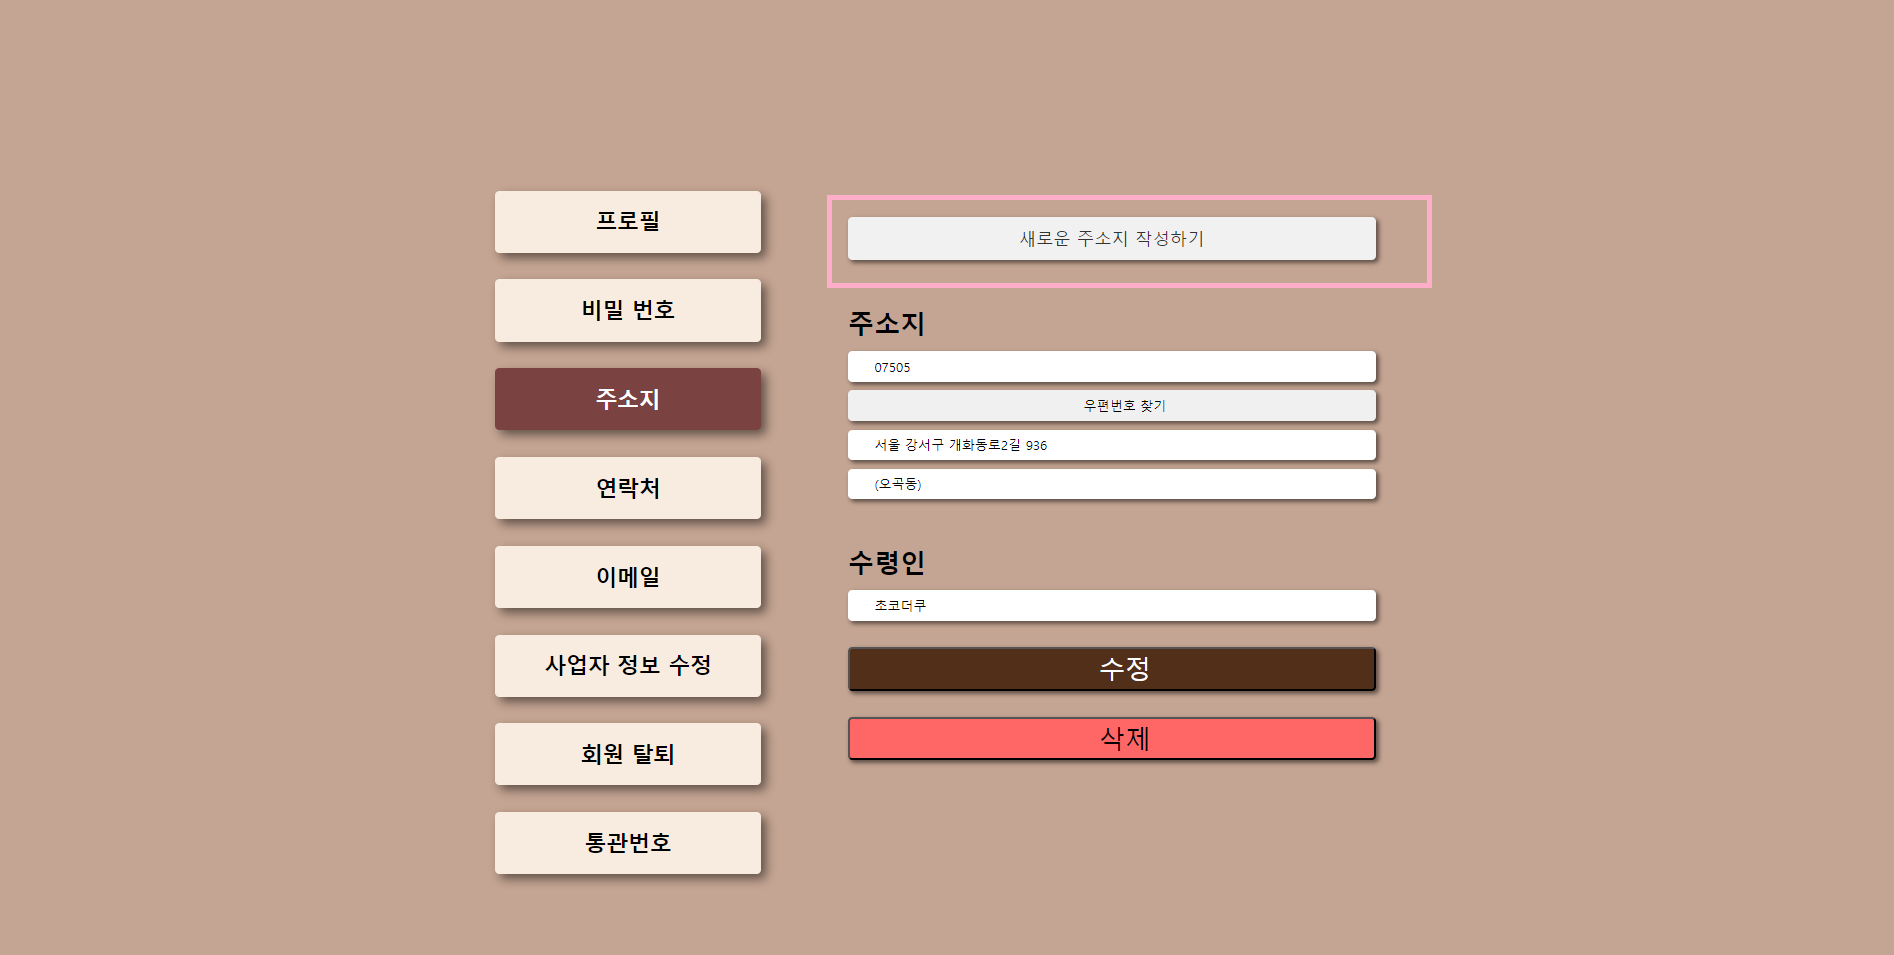 프로필
비밀 번호
주소지
연락처
이메일
사업자 정보 수정
회원 탈퇴
통관번호
새로운 주소지 작성하기
주소지
07505
우편번호 찾기
서울 강서구 개화동로2길 936
(오곡동)
수령인
초코더쿠
수정
삭제